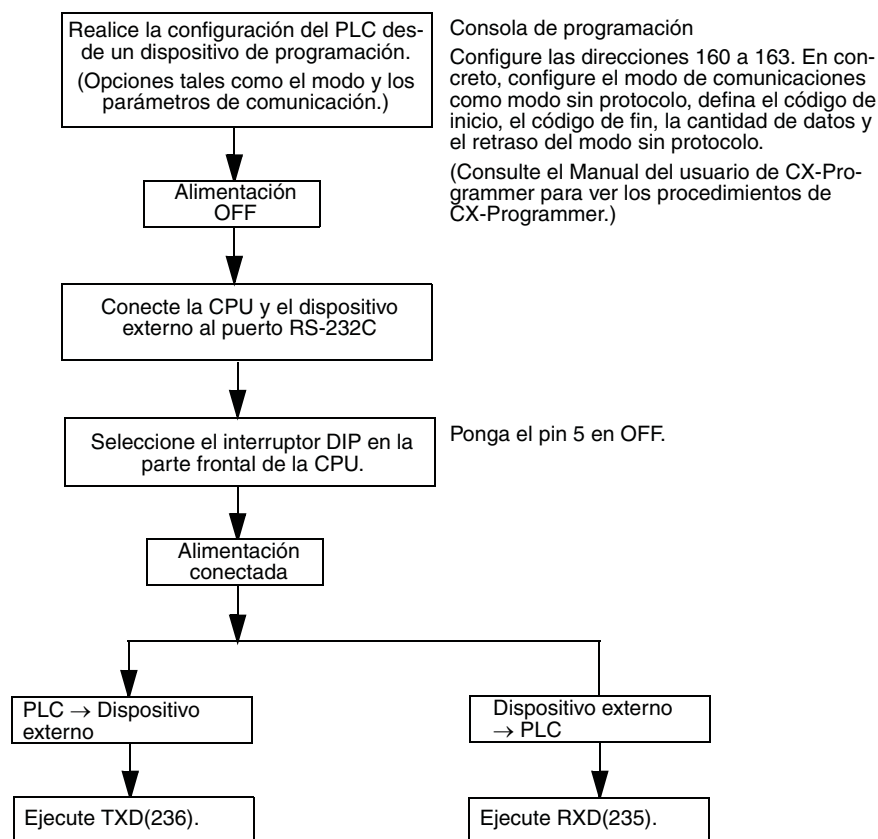 Realice la configuración del PLC des-
de un dispositivo de programación.
(Opciones tales como el modo y los
parámetros de comunicación.)
Consola de programación
Configure las direcciones 160 a 163. En con-
creto, configure el modo de comunicaciones
como modo sin protocolo, defina el código de
inicio, el código de fin, la cantidad de datos y
el retraso del modo sin protocolo.
(Consulte el Manual del usuario de CX-Pro-
grammer para ver los procedimientos de
CX-Programmer.)
Alimentación
OFF
Conecte la CPU y el dispositivo
externo al puerto RS-232C
Seleccione el interruptor DIP en la
parte frontal de la CPU.
Ponga el pin 5 en OFF.
Alimentación
conectada
PLC → Dispositivo
externo
Dispositivo externo
→ PLC
Ejecute TXD(236).
Ejecute RXD(235).